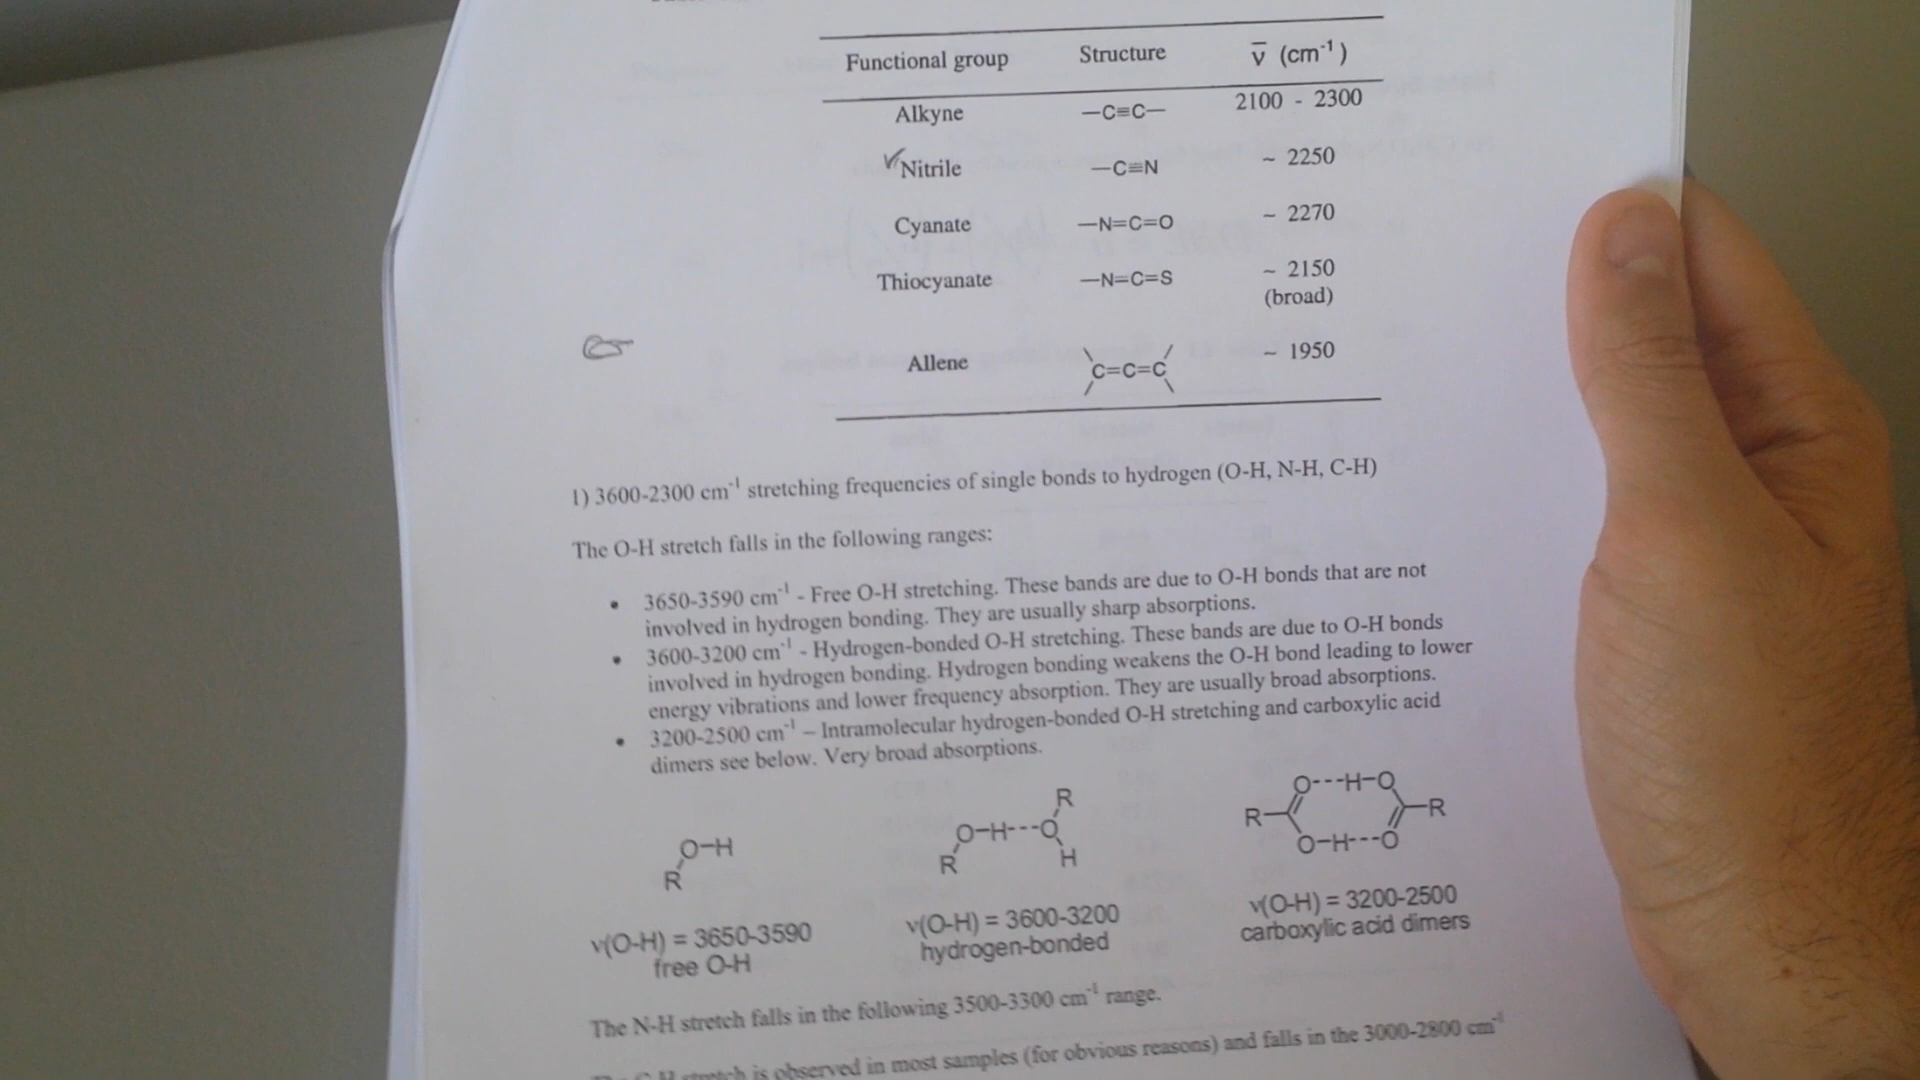 Functional group Structure ν̅ (cm⁻¹)
Alkyne —C≡C— 2100 - 2300
✓Nitrile —C≡N ~ 2250
Cyanate —N=C=O ~ 2270
Thiocyanate —N=C=S ~ 2150
(broad)
Allene C=C=C ~ 1950
1) 3600-2300 cm⁻¹ stretching frequencies of single bonds to hydrogen (O-H, N-H, C-H)
The O-H stretch falls in the following ranges:
• 3650-3590 cm⁻¹ - Free O-H stretching. These bands are due to O-H bonds that are not
involved in hydrogen bonding. They are usually sharp absorptions.
• 3600-3200 cm⁻¹ - Hydrogen-bonded O-H stretching. These bands are due to O-H bonds
involved in hydrogen bonding. Hydrogen bonding weakens the O-H bond leading to lower
energy vibrations and lower frequency absorption. They are usually broad absorptions.
• 3200-2500 cm⁻¹ – Intramolecular hydrogen-bonded O-H stretching and carboxylic acid
dimers see below. Very broad absorptions.
O-H
R
R
O-H---O
R H
O---H-O
R R
O-H---O
ν(O-H) = 3650-3590
free O-H
ν(O-H) = 3600-3200
hydrogen-bonded
ν(O-H) = 3200-2500
carboxylic acid dimers
The N-H stretch falls in the following 3500-3300 cm⁻¹ range.
stretch is observed in most samples (for obvious reasons) and falls in the 3000-2800 cm⁻¹